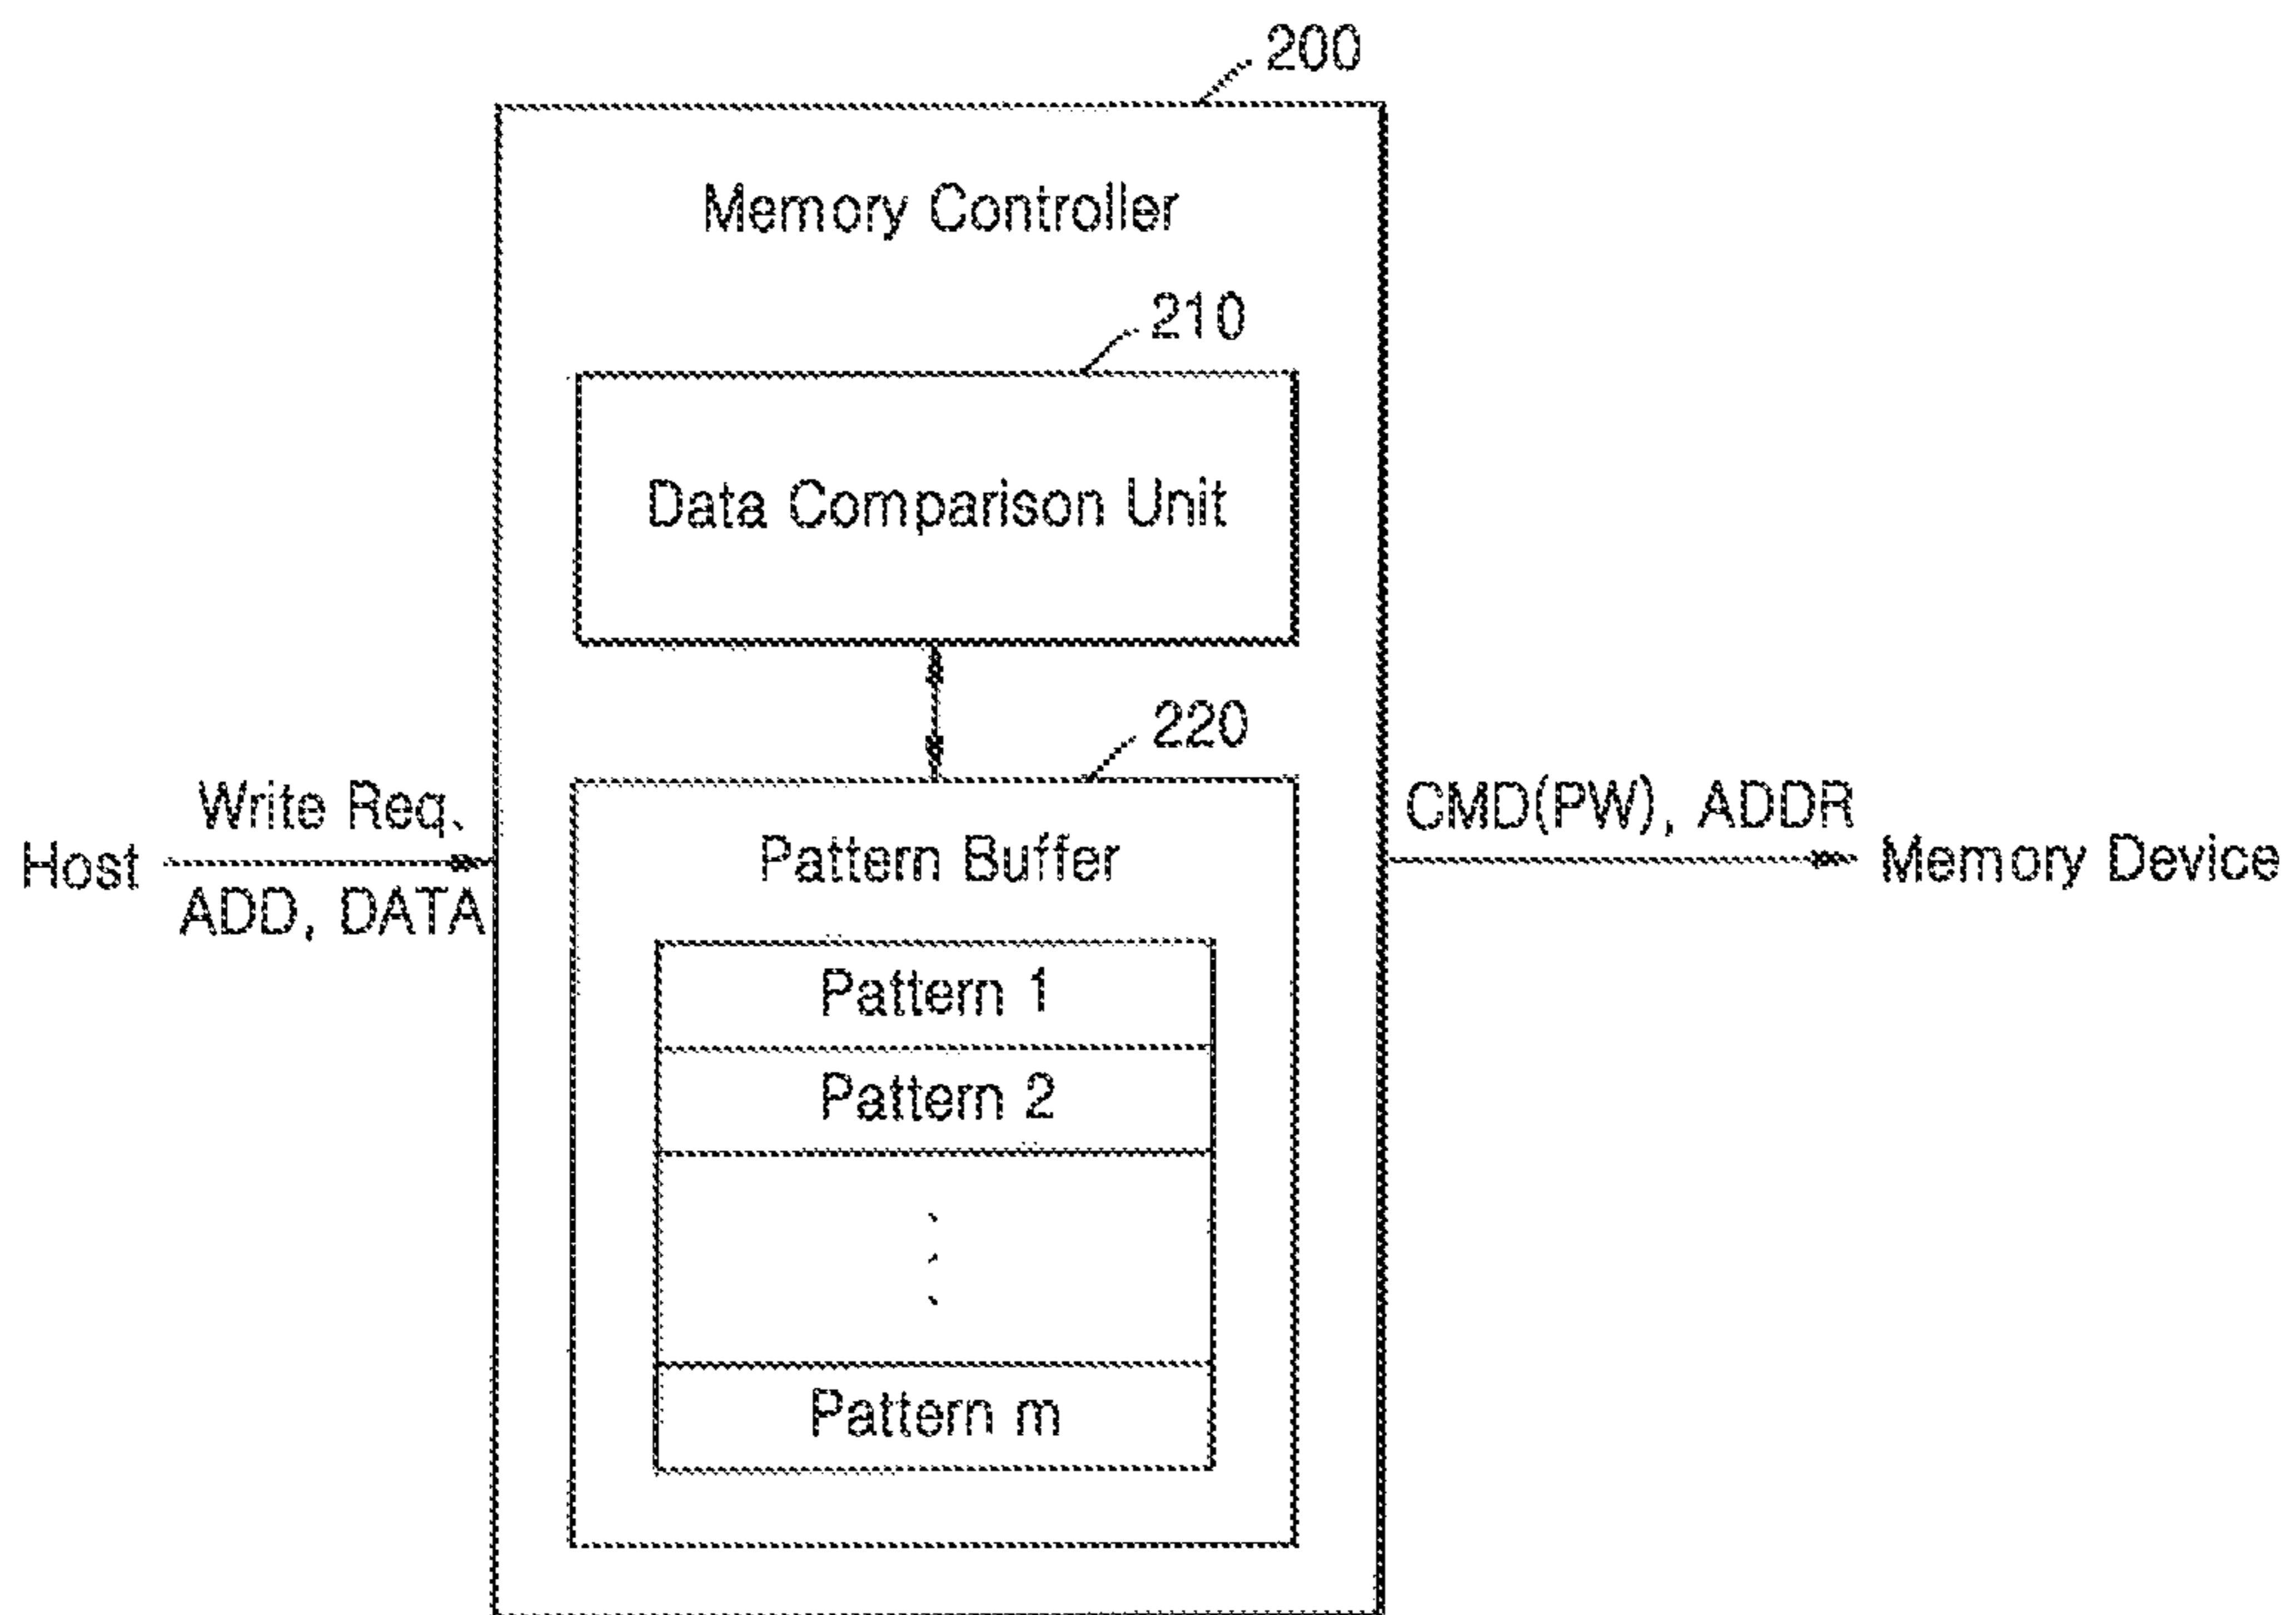 200
Memory Controller
210
Data Comparison Unit
220
Write Req.
Host
ADD, DATA
Pattern Buffer
CMD(PW), ADDR
Memory Device
Pattern 1
Pattern 2
Pattern m